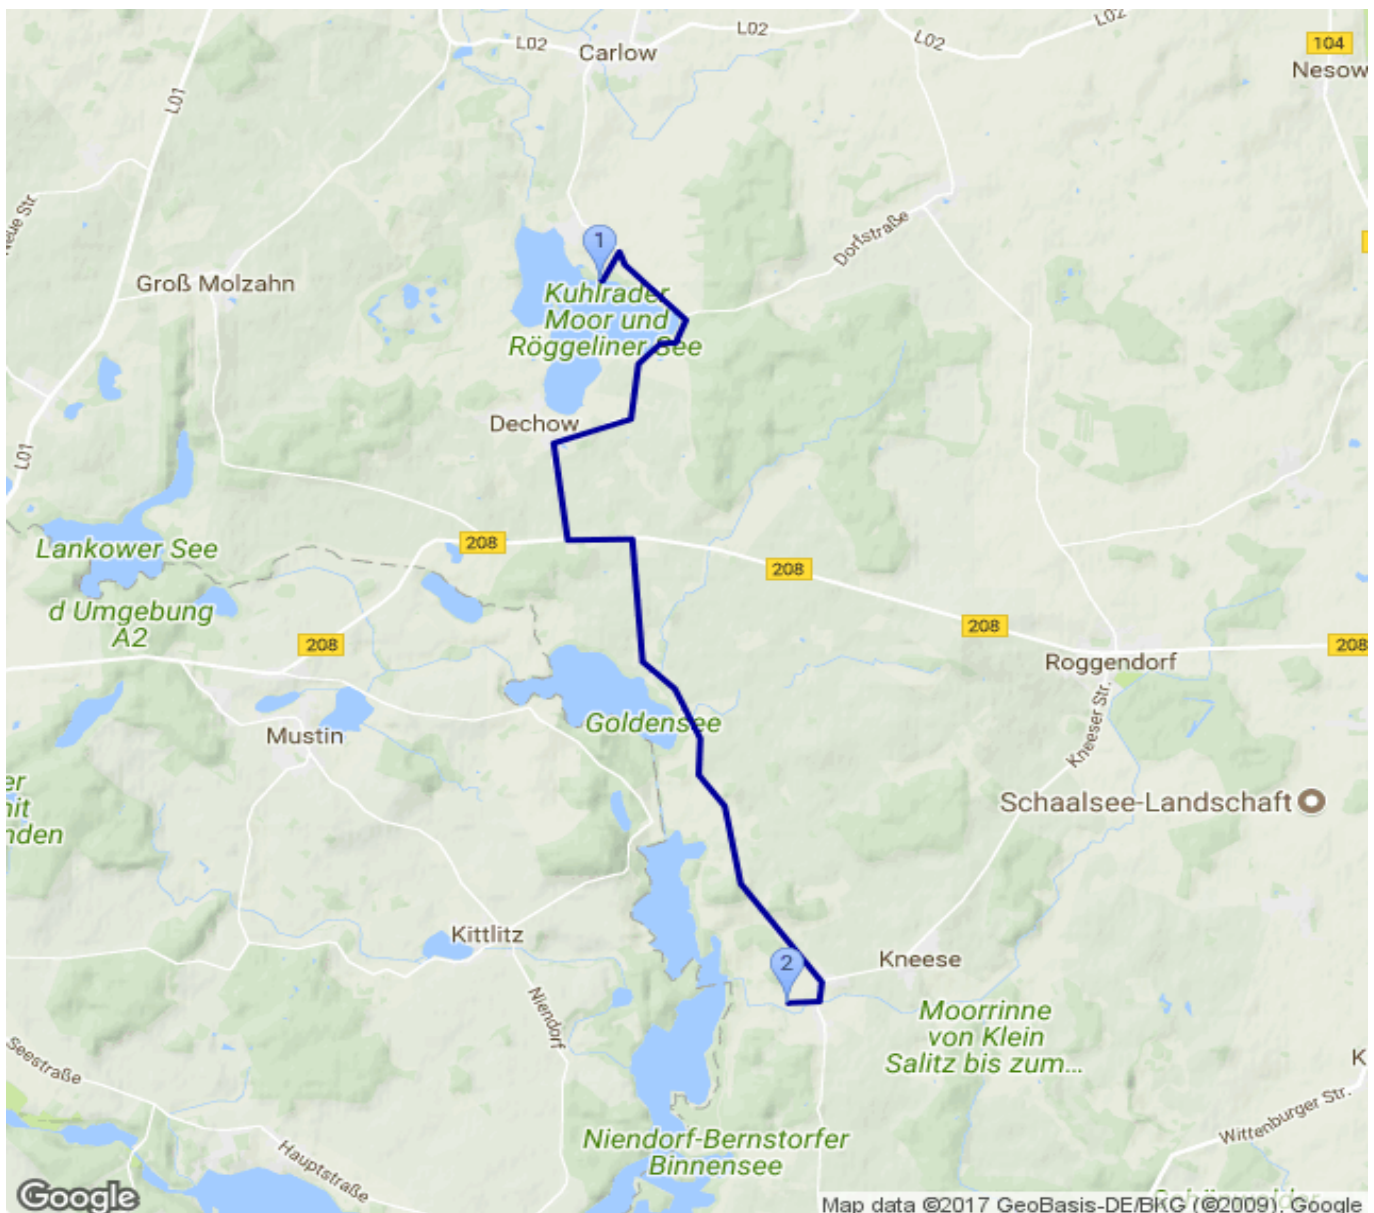 L02
L02
L02
L02
Carlow
104
Nesow
L01
1
Dorfstraße
Groß Molzahn
Kuhlrader
Moor und
Röggeliner See
Dechow
L01
208
Lankower See
208
d Umgebung
A2
208
208
208
Roggendorf
Goldensee
Mustin
Kneeser Str.
er
mit
nden
Schaalsee-Landschaft
Kittlitz
2
Kneese
Niendorf
Moorrinne
von Klein
Salitz bis zum...
Seestraße
K
Wittenburger Str.
Niendorf-Bernstorfer
Binnensee
Hauptstraße
Google
Map data ©2017 GeoBasis-DE/BKG (©2009), Google